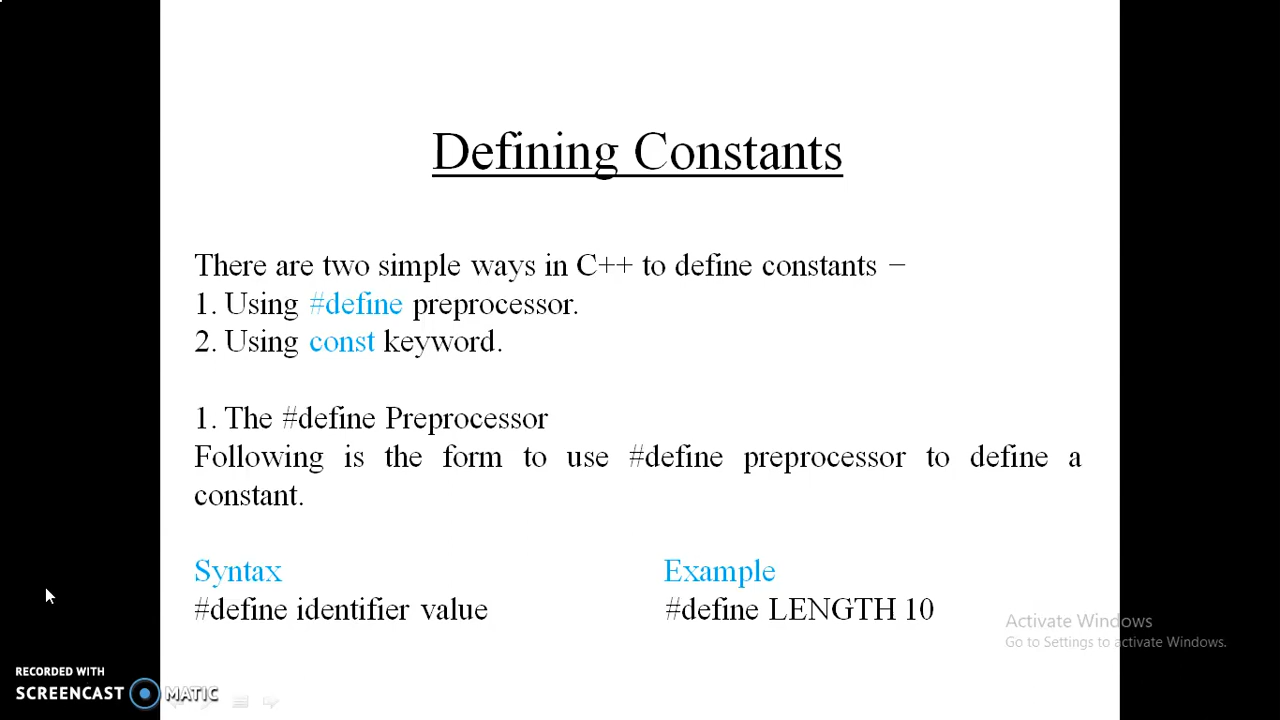 Defining Constants
There are two simple ways in C++ to define constants −
1. Using #define preprocessor.
2. Using const keyword.
1. The #define Preprocessor
Following is the form to use #define preprocessor to define a
constant.
Syntax
#define identifier value
Example
#define LENGTH 10
Activate Windows
Go to Settings to activate Windows.
RECORDED WITH
SCREENCAST MATIC